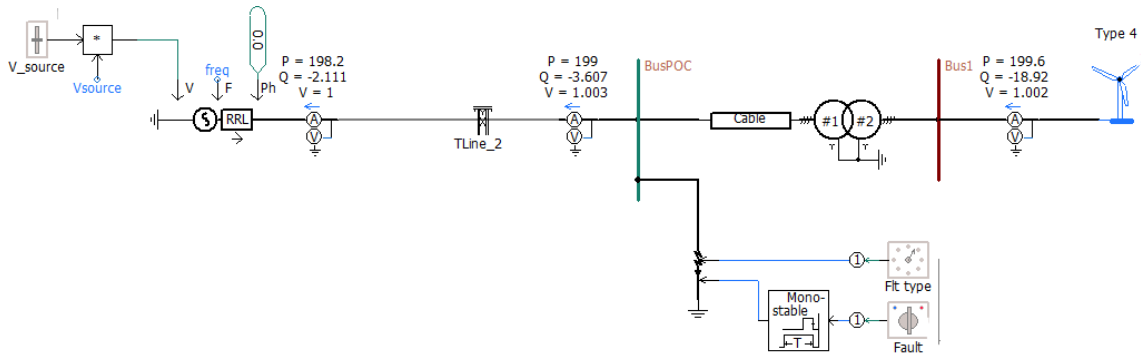 V_source
*
Vsource
V
freq
F
0.0
Ph
RRL
P = 198.2
Q = -2.111
V = 1
A
V
TLine_2
P = 199
Q = -3.607
V = 1.003
A
V
BusPOC
Cable
#1
#2
Bus1
P = 199.6
Q = -18.92
V = 1.002
A
V
Type 4
1
Flt type
Mono-
stable
T
1
Fault